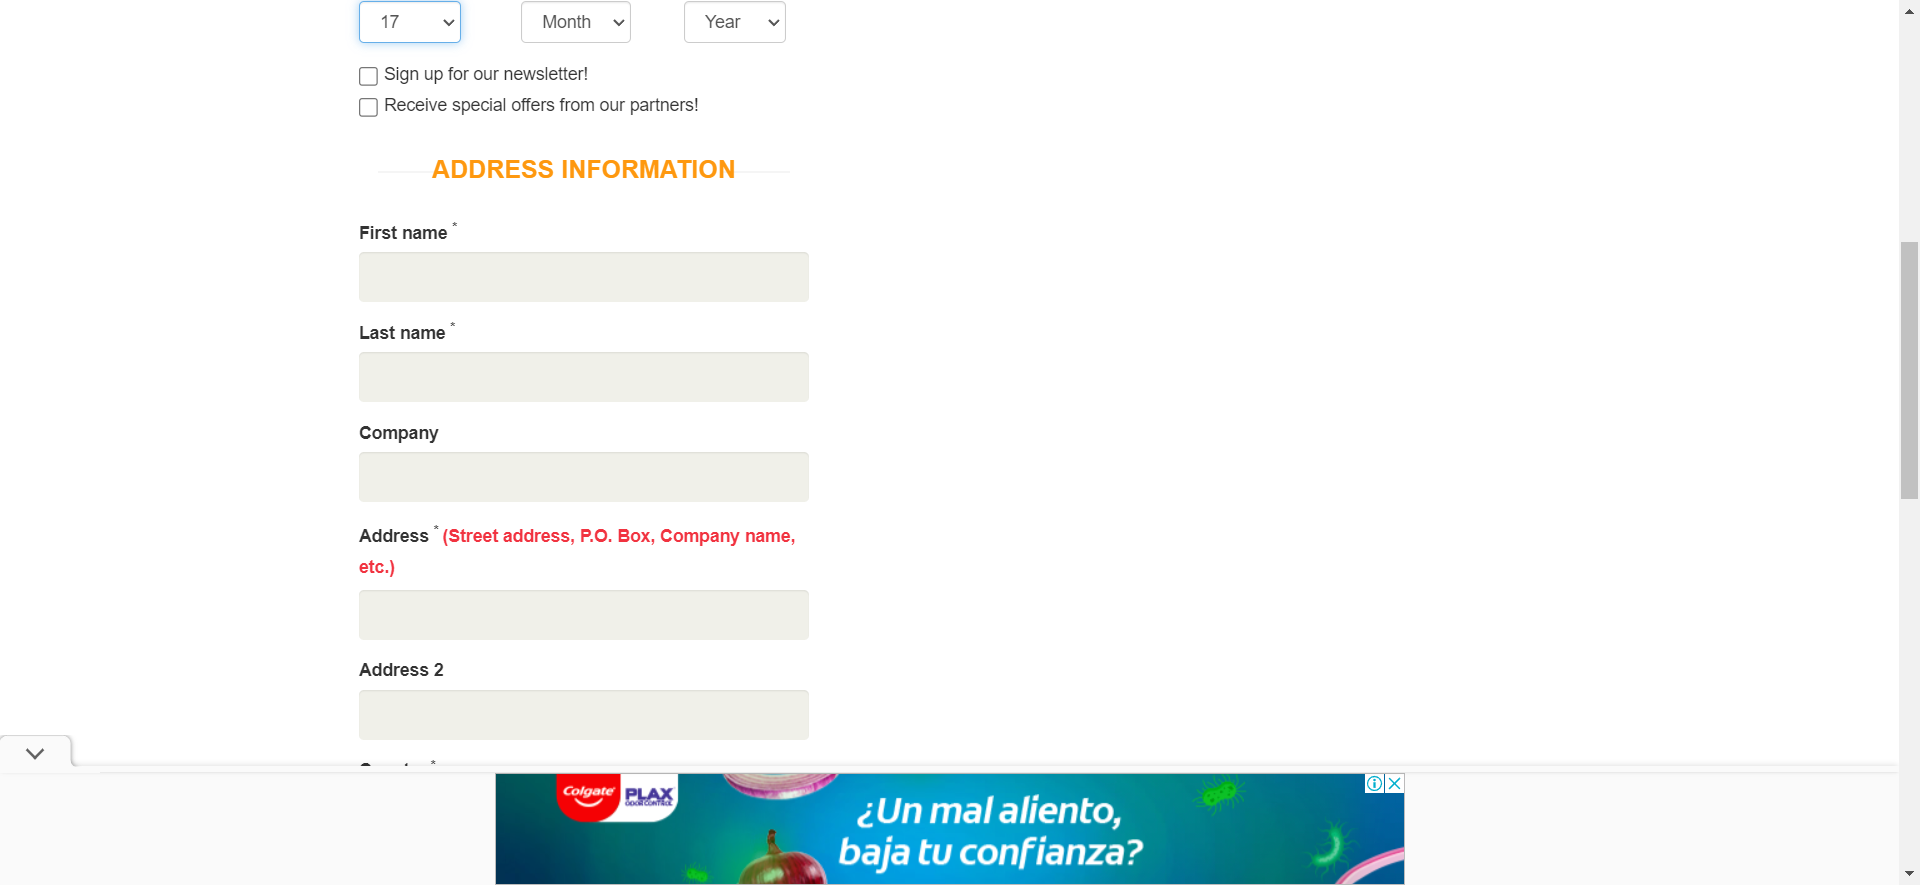 17 Month Year
Sign up for our newsletter!
Receive special offers from our partners!
ADDRESS INFORMATION
First name *
Last name *
Company
Address * (Street address, P.O. Box, Company name,
etc.)
Address 2
Colgate PLAX
ODOR CONTROL
¿Un mal aliento,
baja tu confianza?